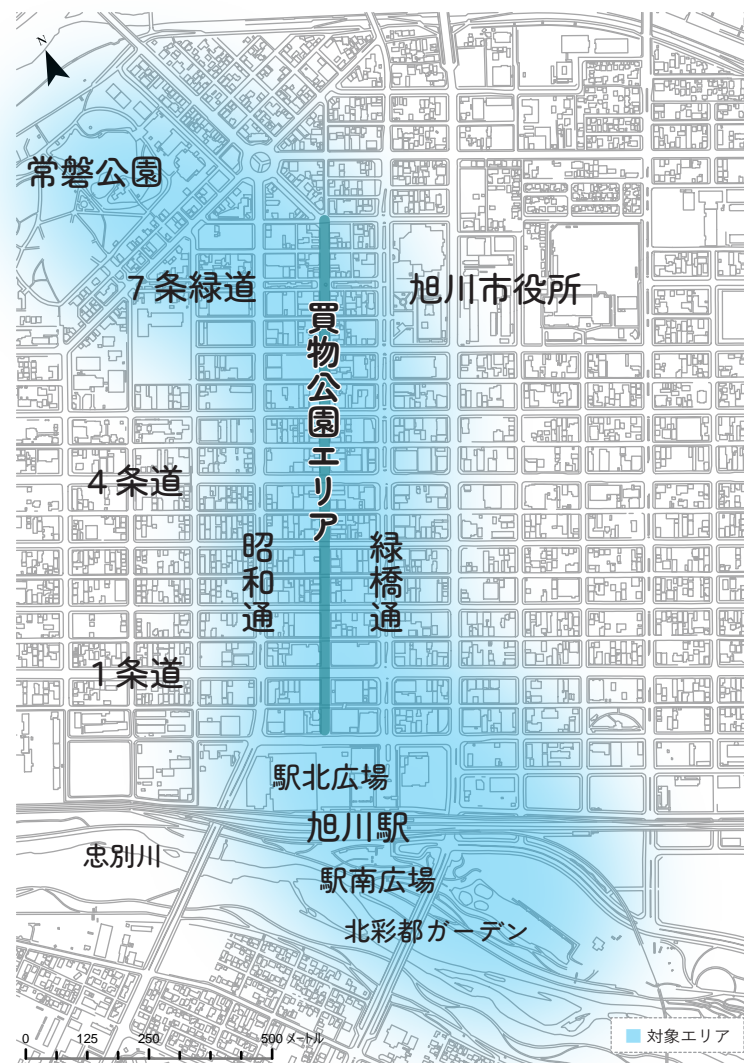 N
常磐公園
7条緑道
旭川市役所
買物公園エリア
4条道
昭和通
緑橋通
1条道
駅北広場
旭川駅
忠別川
駅南広場
北彩都ガーデン
0 125 250 500 メートル
対象エリア